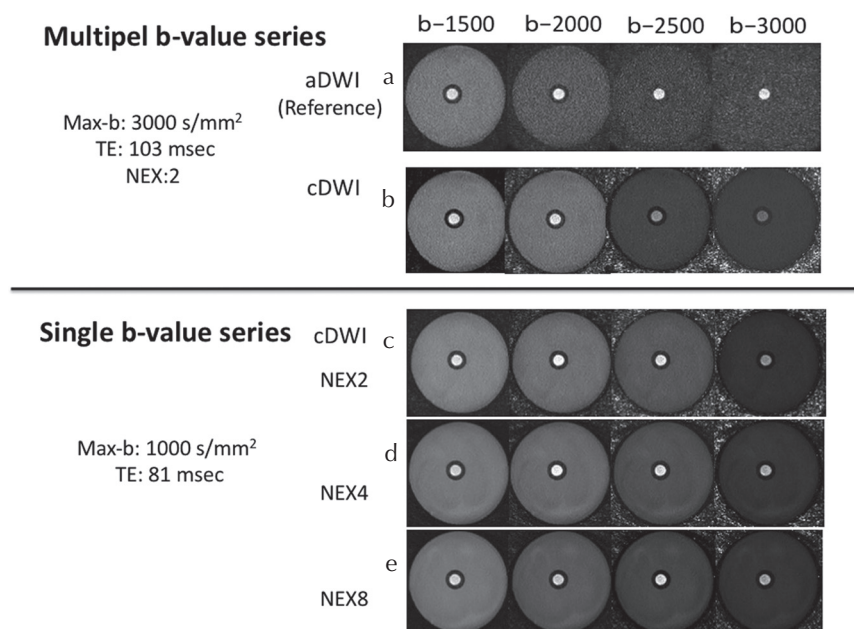 b-1500 b-2000 b-2500 b-3000
Multipel b-value series
a
aDWI
(Reference)
Max-b: 3000 s/mm²
TE: 103 msec
NEX:2
cDWI b
Single b-value series cDWI c
NEX2
Max-b: 1000 s/mm²
TE: 81 msec
d
NEX4
e
NEX8